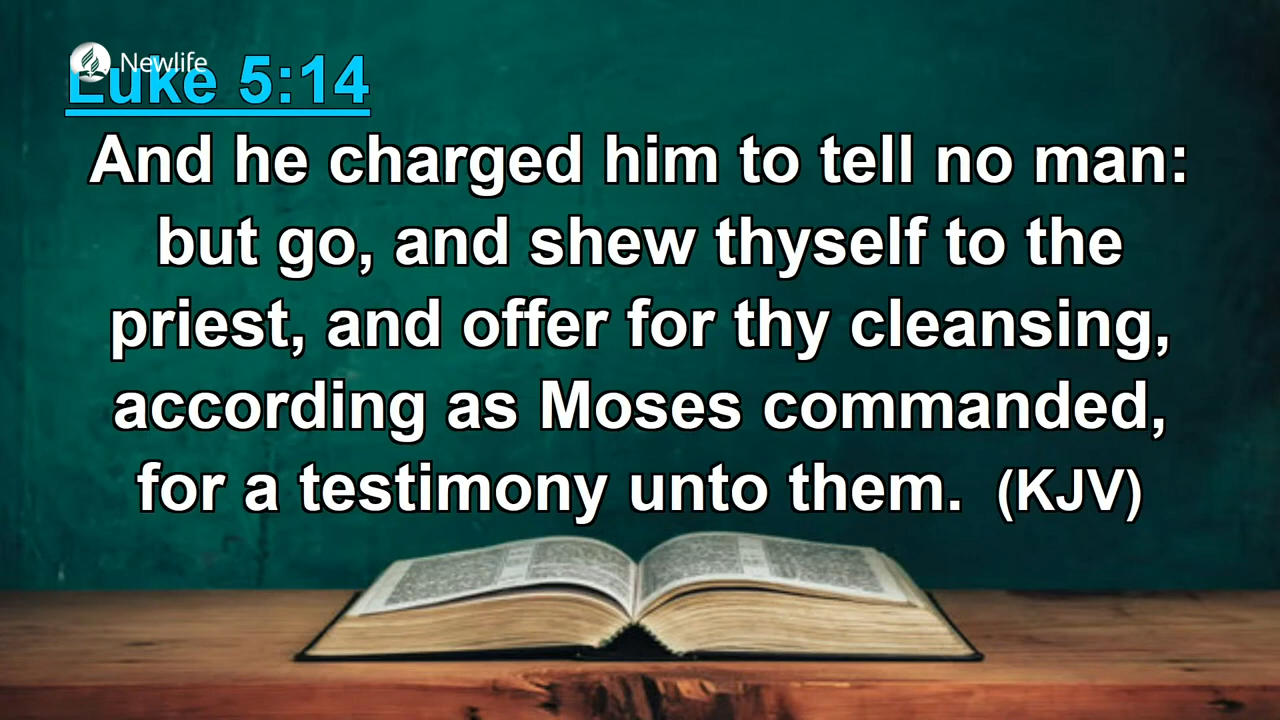 Newlife
Luke 5:14
And he charged him to tell no man:
but go, and shew thyself to the
priest, and offer for thy cleansing,
according as Moses commanded,
for a testimony unto them. (KJV)